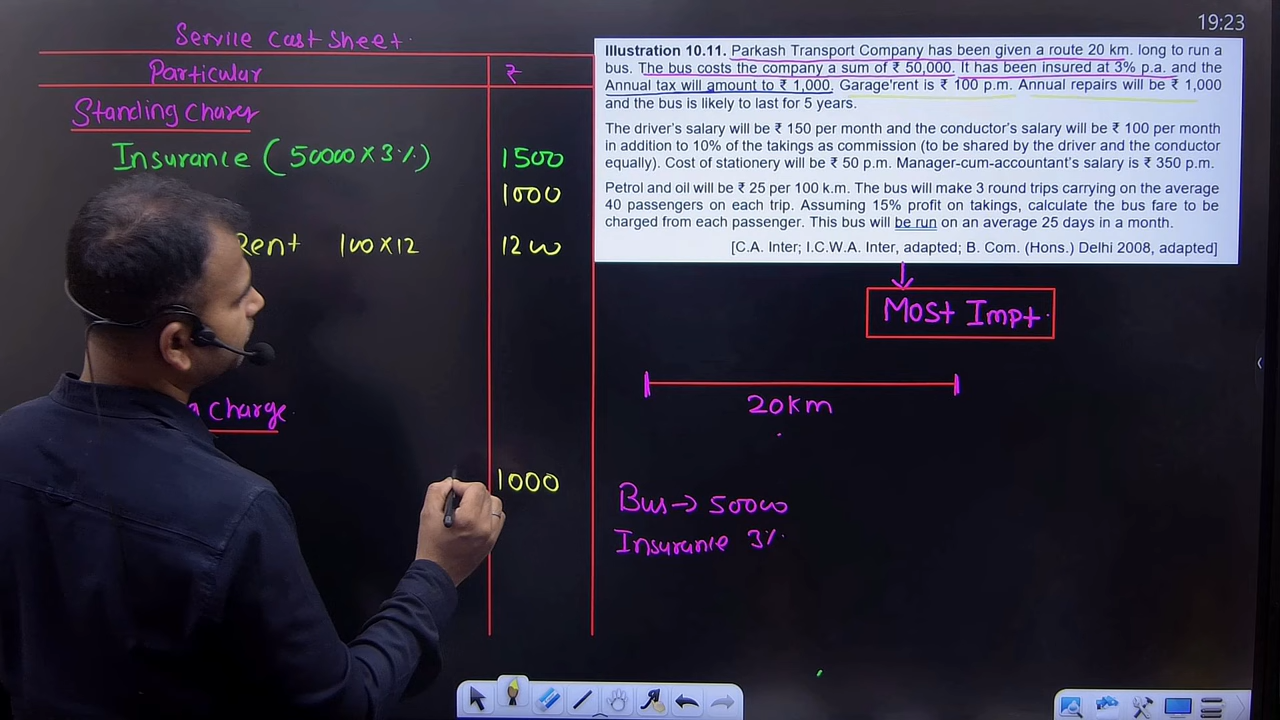 19:23
Service Cost Sheet
Particular ₹
Standing Charge
Insurance (50000 X 3%) 1500
1000
Rent 100 X 12 1200
Charge
1000
Illustration 10.11. Parkash Transport Company has been given a route 20 km. long to run a
bus. The bus costs the company a sum of ₹ 50,000. It has been insured at 3% p.a. and the
Annual tax will amount to ₹ 1,000. Garage'rent is ₹ 100 p.m. Annual repairs will be ₹ 1,000
and the bus is likely to last for 5 years.
The driver's salary will be ₹ 150 per month and the conductor's salary will be ₹ 100 per month
in addition to 10% of the takings as commission (to be shared by the driver and the conductor
equally). Cost of stationery will be ₹ 50 p.m. Manager-cum-accountant's salary is ₹ 350 p.m.
Petrol and oil will be ₹ 25 per 100 k.m. The bus will make 3 round trips carrying on the average
40 passengers on each trip. Assuming 15% profit on takings, calculate the bus fare to be
charged from each passenger. This bus will be run on an average 25 days in a month.
[C.A. Inter; I.C.W.A. Inter, adapted; B. Com. (Hons.) Delhi 2008, adapted]
Most Impt.
20km
Bus → 50000
Insurance 3%